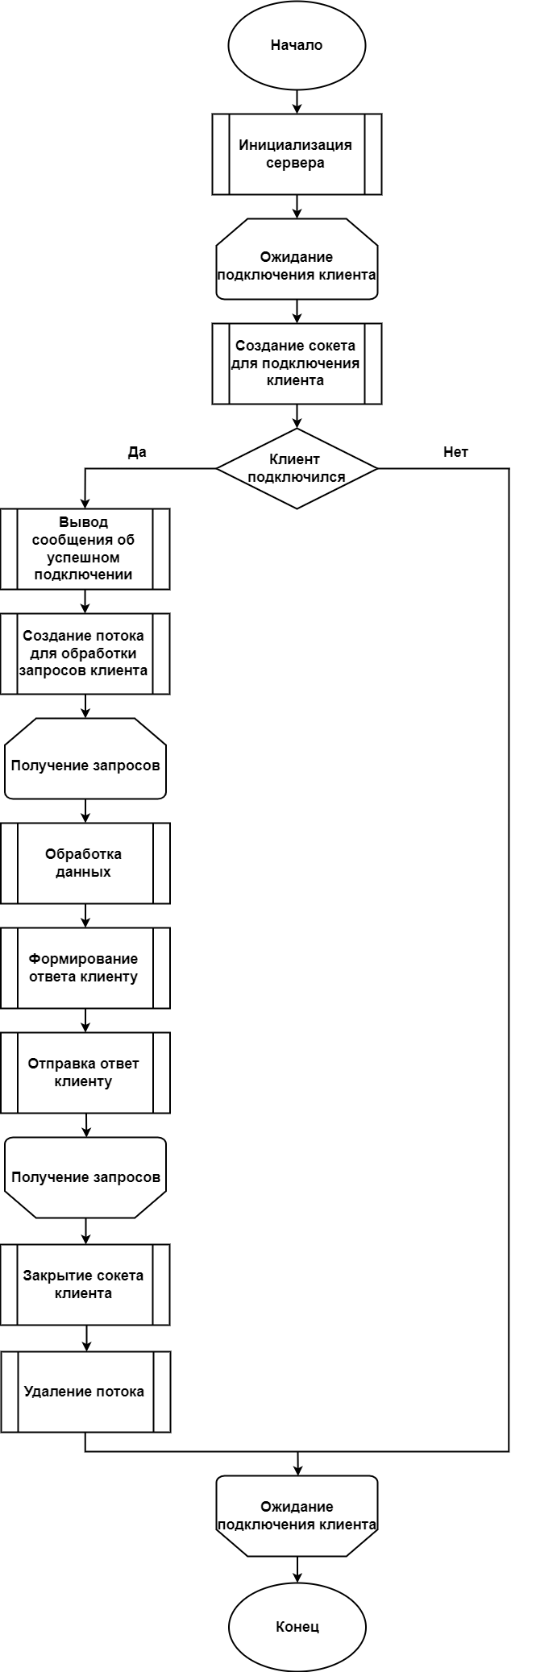 Начало
Инициализация
сервера
Ожидание
подключения клиента
Создание сокета
для подключения
клиента
Клиент
подключился
Да
Нет
Вывод
сообщения об
успешном
подключении
Создание потока
для обработки
запросов клиента
Получение запросов
Обработка
данных
Формирование
ответа клиенту
Отправка ответ
клиенту
Получение запросов
Закрытие сокета
клиента
Удаление потока
Ожидание
подключения клиента
Конец